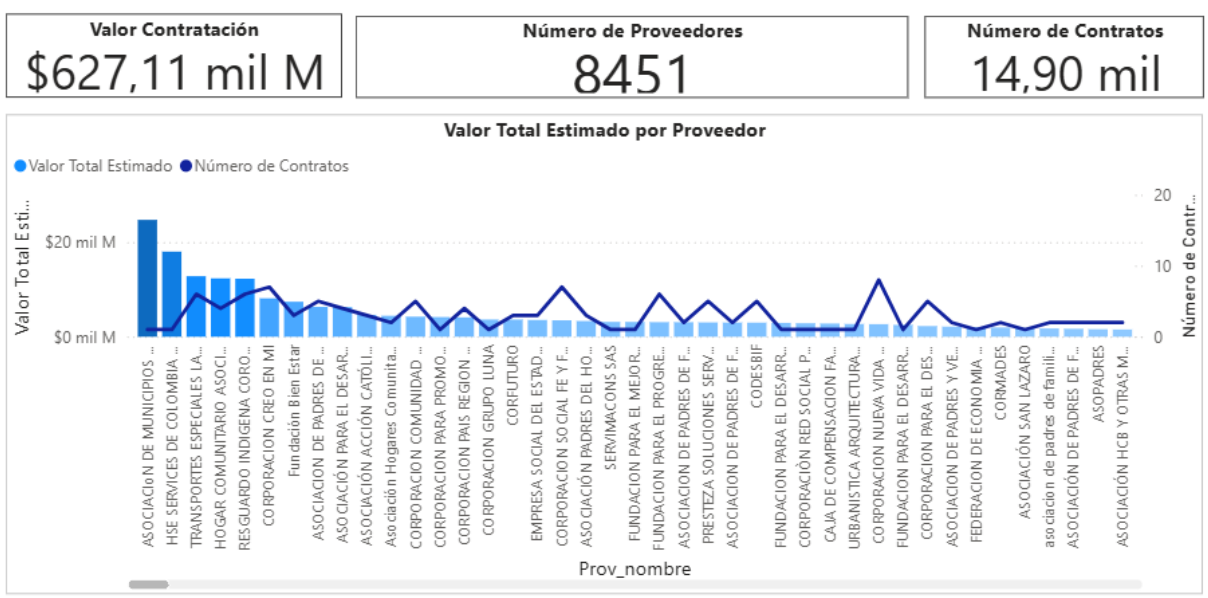 Valor Contratación
$627,11 mil M
Número de Proveedores
8451
Número de Contratos
14,90 mil
Valor Total Estimado por Proveedor
Valor Total Estimado
Número de Contratos
Valor Total Esti...
$20 mil M
$0 mil M
20
10
0
Número de Contr...
ASOCIACIoN DE MUNICIPIOS ...
HSE SERVICES DE COLOMBIA ...
TRANSPORTES ESPECIALES LA...
HOGAR COMUNITARIO ASOCI...
RESGUARDO INDIGENA CORO...
CORPORACION CREO EN MI
Fundación Bien Estar
ASOCIACION DE PADRES DE ...
ASOCIACIÓN PARA EL DESAR...
ASOCIACIÓN ACCIÓN CATÓLI...
Asociación Hogares Comunita...
CORPORACION COMUNIDAD ...
CORPORACION PARA PROMO...
CORPORACION PAIS REGION ...
CORPORACION GRUPO LUNA
CORFUTURO
EMPRESA SOCIAL DEL ESTAD...
CORPORACION SOCIAL FE Y F...
ASOCIACIÓN PADRES DEL HO...
SERVIMACONS SAS
FUNDACION PARA EL MEJOR...
FUNDACION PARA EL PROGRE...
ASOCIACION DE PADRES DE F...
PRESTEZA SOLUCIONES SERV...
ASOCIACION DE PADRES DE F...
CODESBIF
FUNDACION PARA EL DESARR...
CORPORACIÒN RED SOCIAL P...
CAJA DE COMPENSACION FA...
URBANISTICA ARQUITECTURA...
CORPORACION NUEVA VIDA ...
FUNDACION PARA EL DESARR...
CORPORACION PARA EL DES...
ASOCIACION DE PADRES Y VE...
FEDERACION DE ECONOMIA ...
CORMADES
ASOCIACIÓN SAN LAZARO
asociacion de padres de famili...
ASOCIACIÓN DE PADRES DE F...
ASOPADRES
ASOCIACIÓN HCB Y OTRAS M...
Prov_nombre